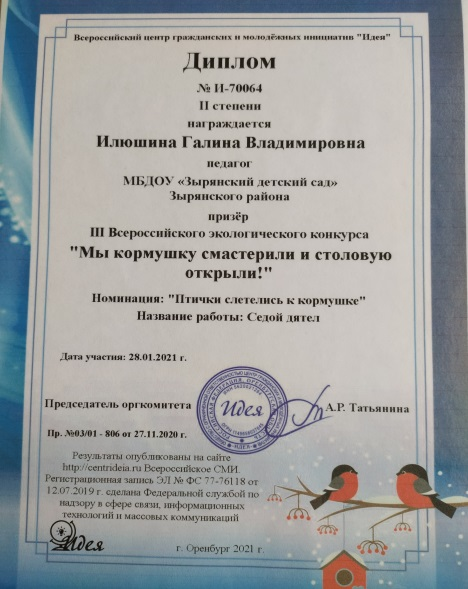 Всероссийский центр гражданских и молодёжных инициатив "Идея"
Диплом
№ И-70064
II степени
награждается
Илюшина Галина Владимировна
педагог
МБДОУ «Зырянский детский сад»
Зырянского района
призёр
III Всероссийского экологического конкурса
"Мы кормушку смастерили и столовую
открыли!"
Номинация: "Птички слетелись к кормушке"
Название работы: Седой дятел
Дата участия: 28.01.2021 г.
Председатель оргкомитета
Идея
А.Р. Татьянина
Пр. №03/01 - 806 от 27.11.2020 г.
Результаты опубликованы на сайте
http://centrideia.ru Всероссийское СМИ.
Регистрационная запись ЭЛ № ФС 77-76118 от
12.07.2019 г. сделана Федеральной службой по
надзору в сфере связи, информационных
технологий и массовых коммуникаций
Идея
г. Оренбург 2021 г.